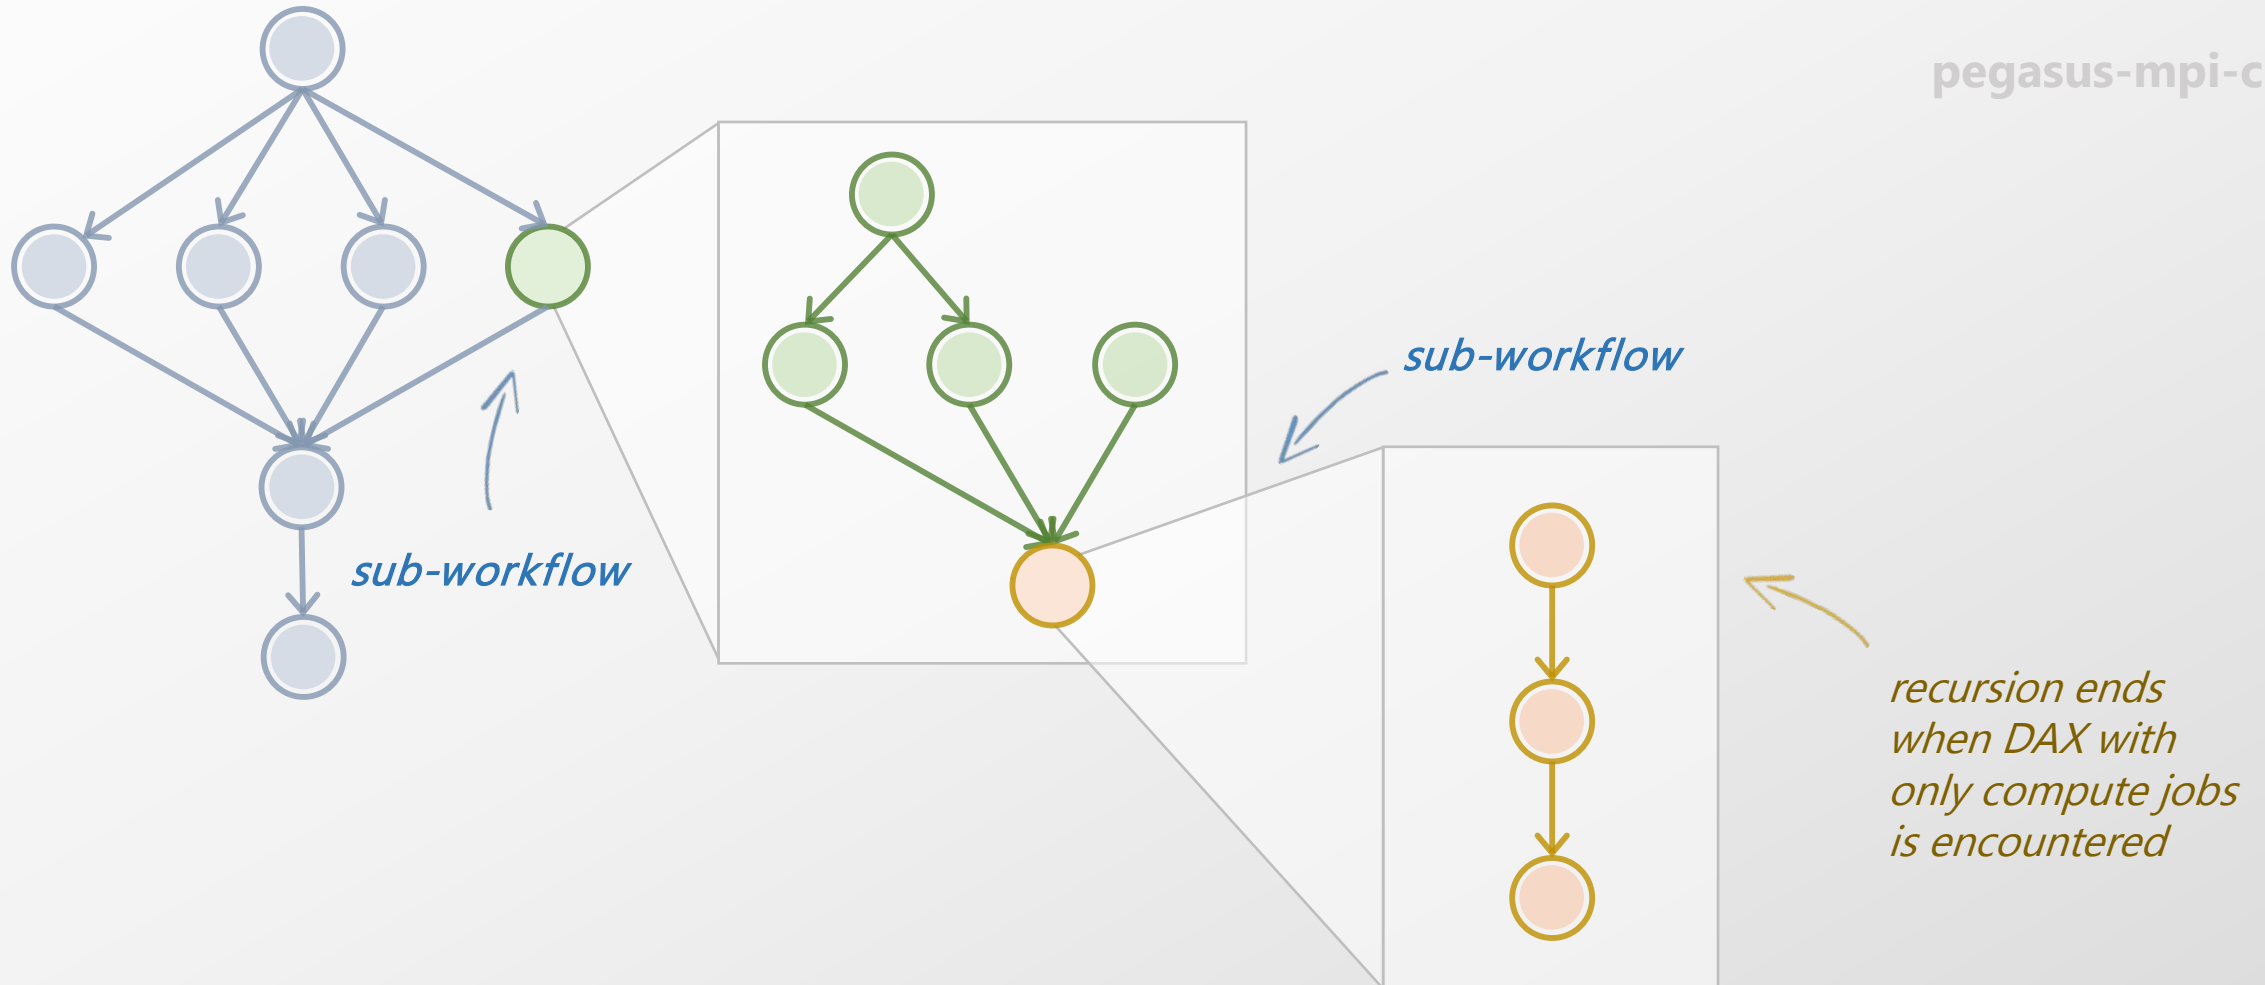 pegasus-mpi-c
sub-workflow
sub-workflow
recursion ends
when DAX with
only compute jobs
is encountered